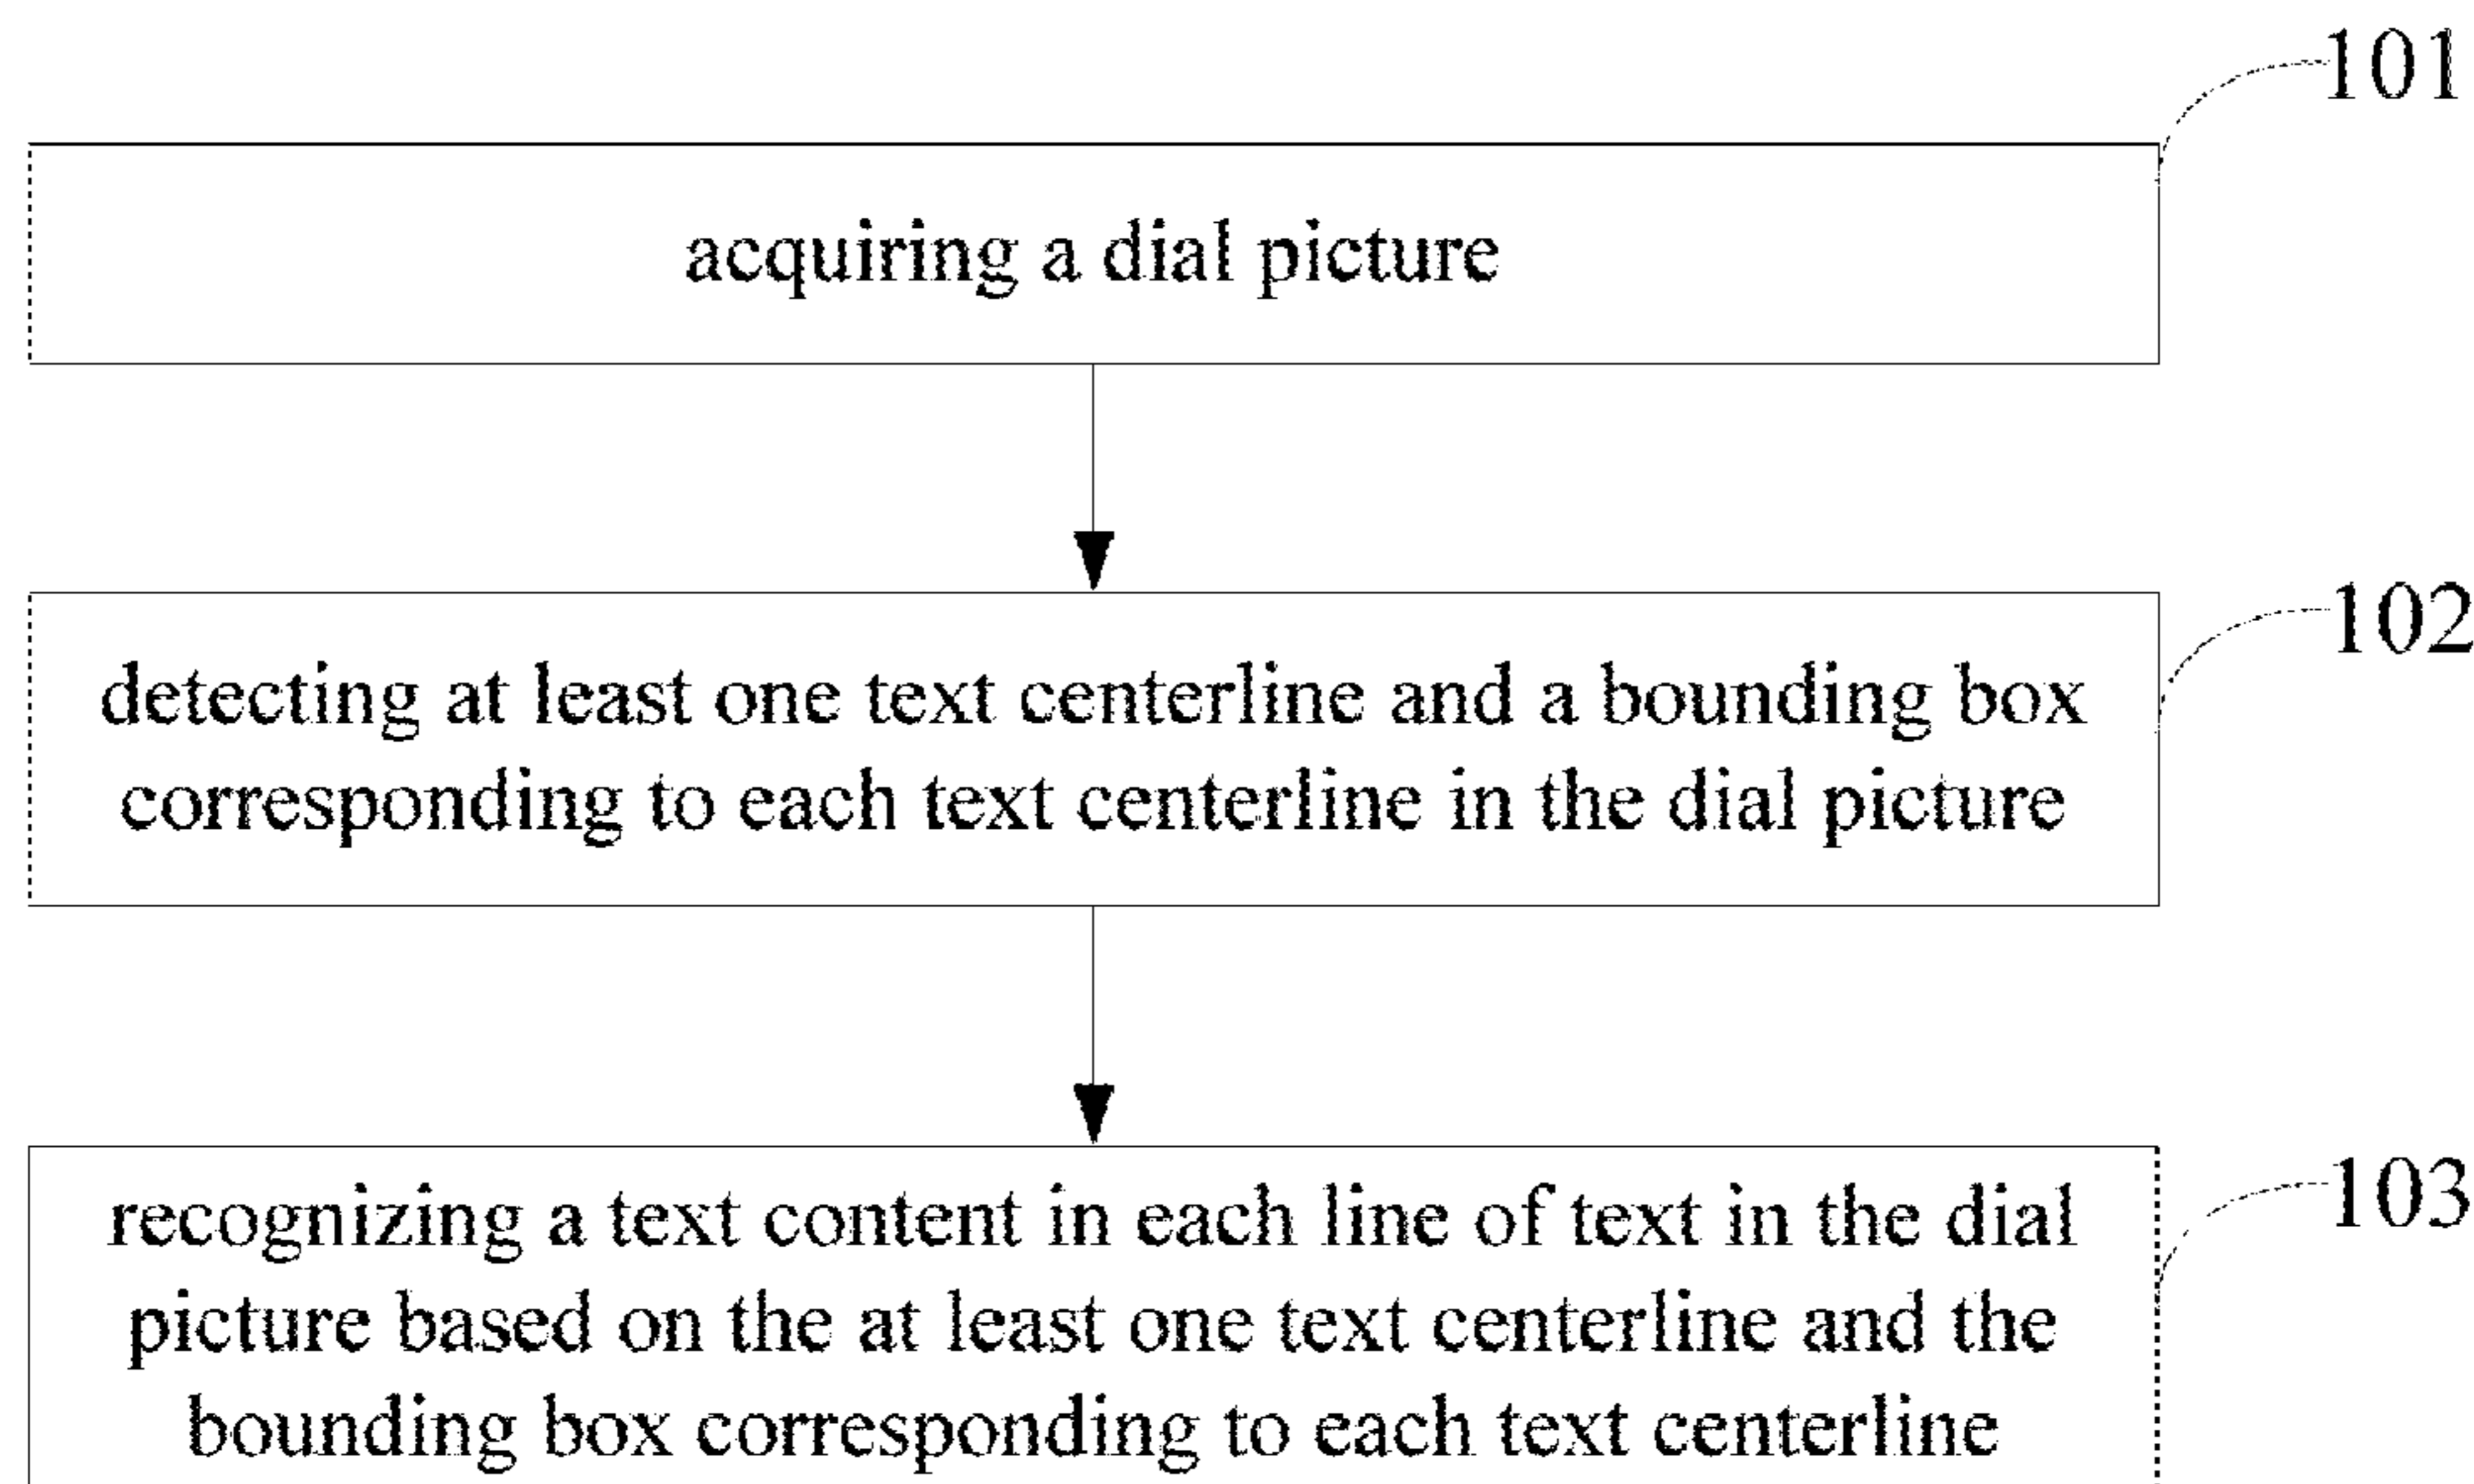 101
acquiring a dial picture
102
detecting at least one text centerline and a bounding box
corresponding to each text centerline in the dial picture
103
recognizing a text content in each line of text in the dial
picture based on the at least one text centerline and the
bounding box corresponding to each text centerline